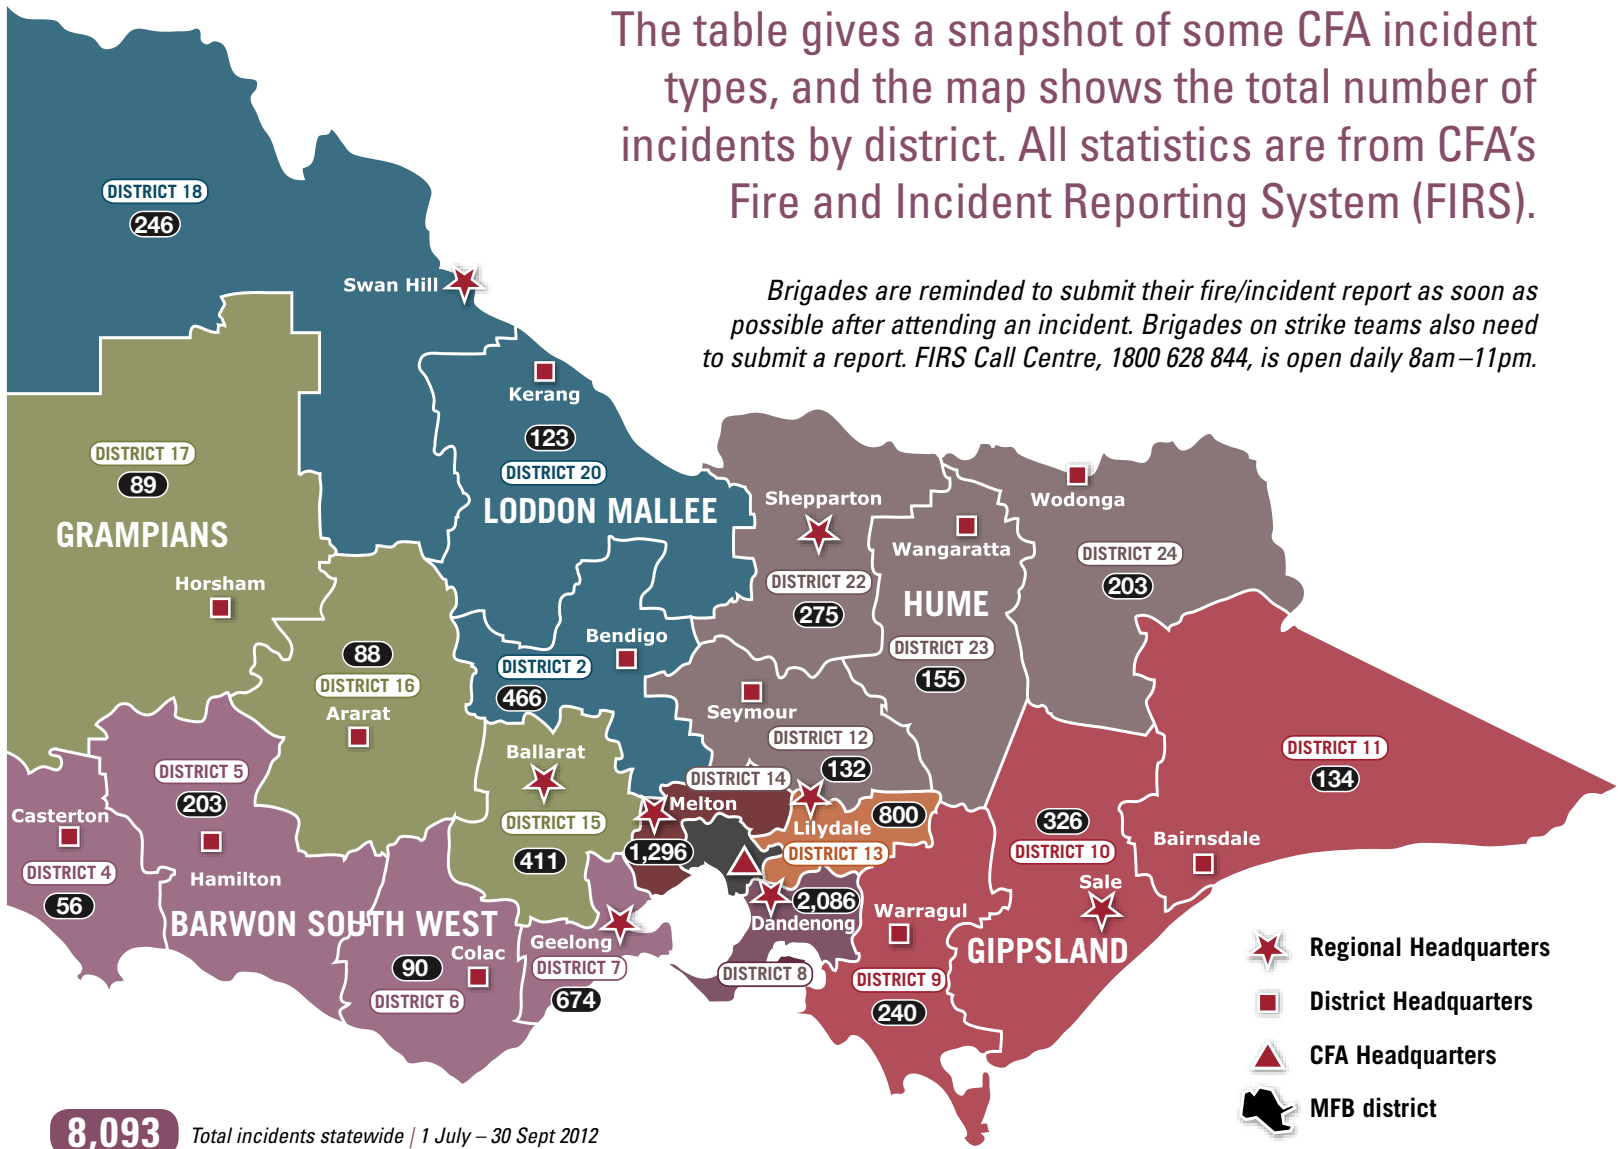 The table gives a snapshot of some CFA incident
types, and the map shows the total number of
incidents by district. All statistics are from CFA's
Fire and Incident Reporting System (FIRS).
Brigades are reminded to submit their fire/incident report as soon as
possible after attending an incident. Brigades on strike teams also need
to submit a report. FIRS Call Centre, 1800 628 844, is open daily 8am–11pm.
DISTRICT 18
246
Swan Hill
Kerang
123
DISTRICT 20
LODDON MALLEE
DISTRICT 17
89
GRAMPIANS
Horsham
Shepparton
DISTRICT 22
275
Wangaratta
HUME
DISTRICT 23
155
Wodonga
DISTRICT 24
203
88
DISTRICT 16
Ararat
Bendigo
DISTRICT 2
466
Seymour
DISTRICT 12
132
Ballarat
DISTRICT 15
411
DISTRICT 14
Melton
1,296
Lilydale
800
DISTRICT 13
DISTRICT 5
203
Hamilton
Casterton
DISTRICT 4
56
BARWON SOUTH WEST
Colac
90
DISTRICT 6
Geelong
DISTRICT 7
674
2,086
Dandenong
DISTRICT 8
Warragul
DISTRICT 9
240
326
DISTRICT 10
Sale
GIPPSLAND
DISTRICT 11
134
Bairnsdale
Regional Headquarters
District Headquarters
CFA Headquarters
MFB district
8,093 Total incidents statewide | 1 July – 30 Sept 2012